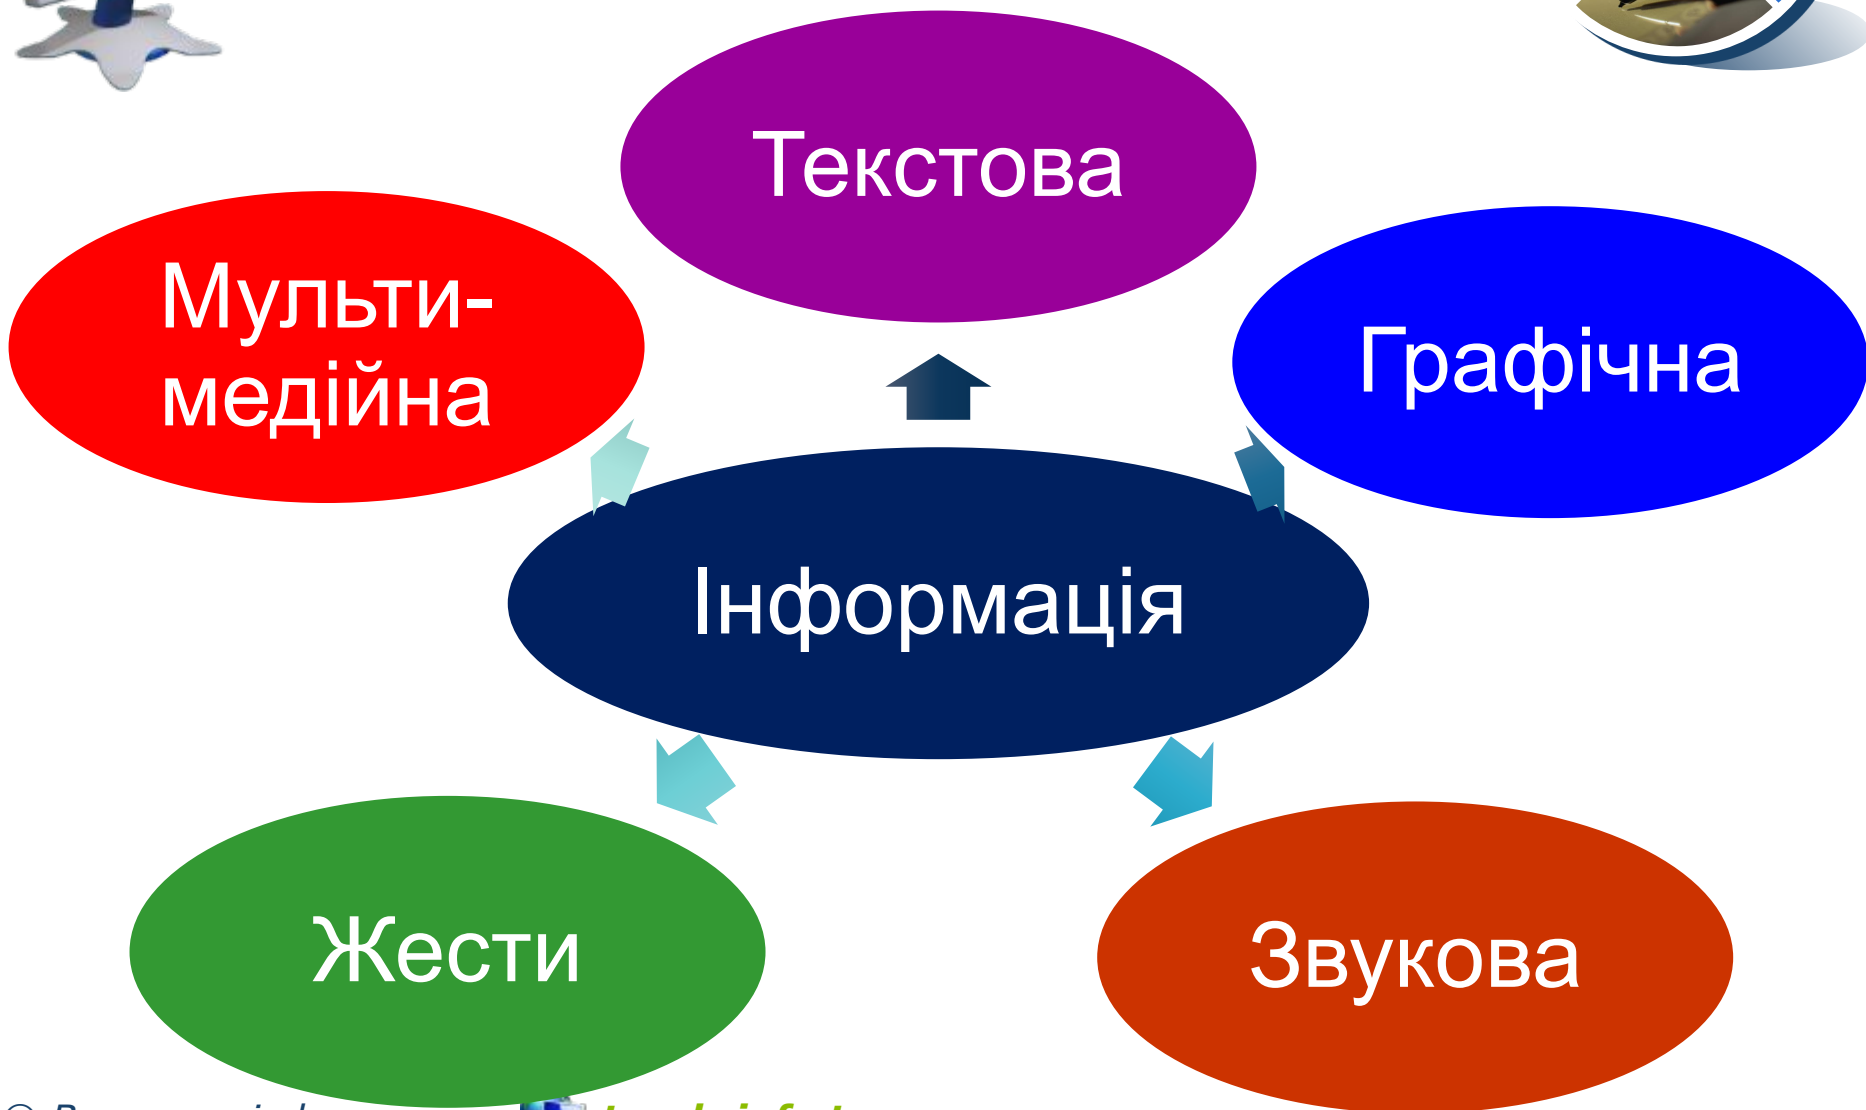 Текстова
Мульти-
медійна
Графічна
Інформація
Жести
Звукова